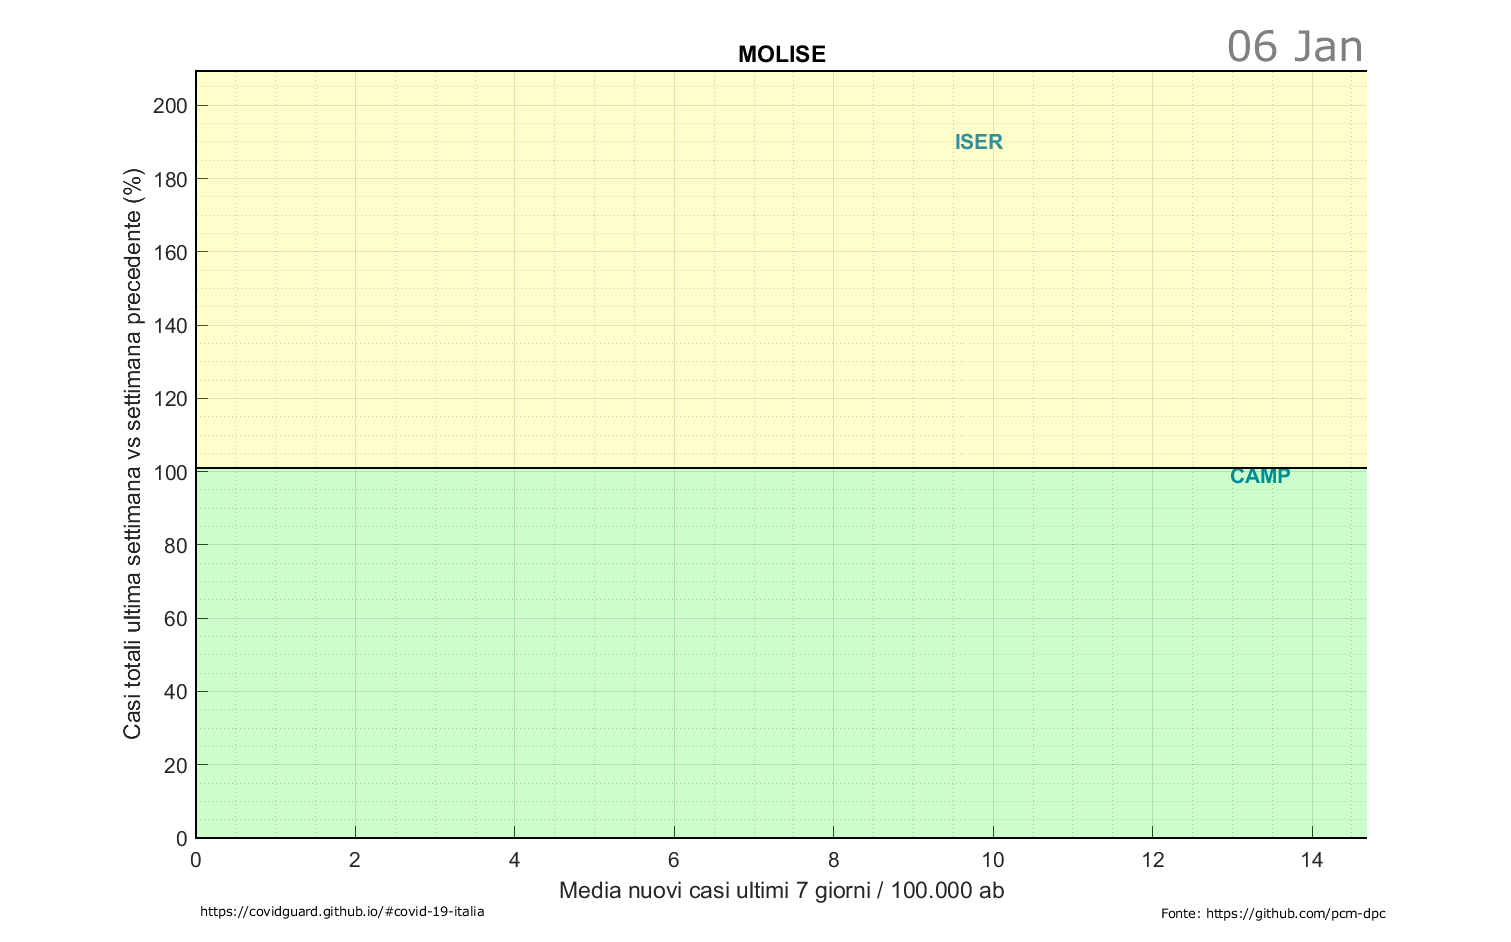 MOLISE
06 Jan
Casi totali ultima settimana vs settimana precedente (%)
200
180
160
140
120
100
80
60
40
20
0
ISER
CAMP
0 2 4 6 8 10 12 14
Media nuovi casi ultimi 7 giorni / 100.000 ab
https://covidguard.github.io/#covid-19-italia
Fonte: https://github.com/pcm-dpc